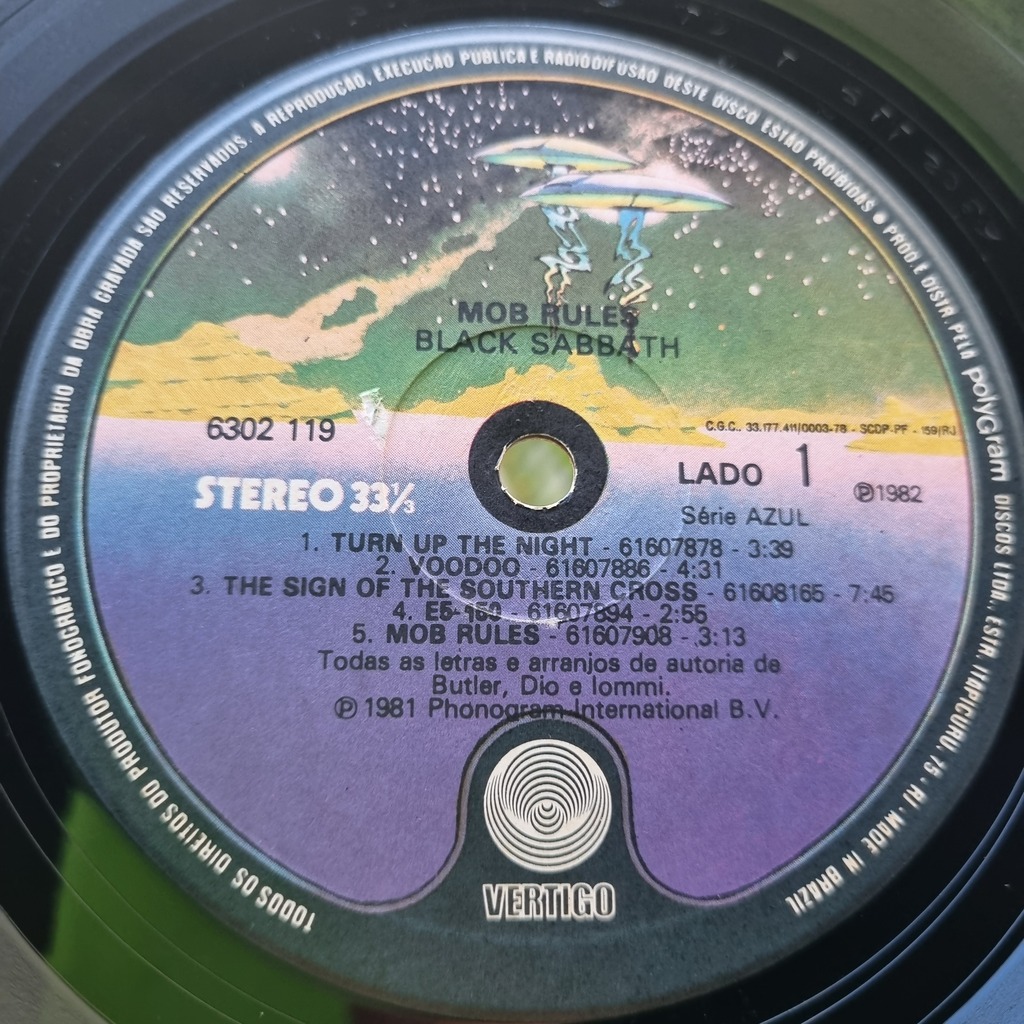 TODOS OS DIREITOS DO PRODUTOR FONOGRÁFICO E DO PROPRIETÁRIO DA OBRA GRAVADA SÃO RESERVADOS. A REPRODUÇÃO, EXECUÇÃO PÚBLICA E RADIODIFUSÃO DESTE DISCO ESTÃO PROIBIDAS ● PROD E DISTR. PELA polyGram DISCOS LTDA. ESTR. ITAPICURU, 75 - RJ - MADE IN BRAZIL
MOB RULES
BLACK SABBATH
6302 119
C.G.C. 33.177.411/0003-78 - SCDP-PF - 159/RJ
STEREO 33⅓
LADO 1
℗1982
Série AZUL
1. TURN UP THE NIGHT - 61607878 - 3:39
2. VOODOO - 61607886 - 4:31
3. THE SIGN OF THE SOUTHERN CROSS - 61608165 - 7:45
4. E5-150 - 61607894 - 2:55
5. MOB RULES - 61607908 - 3:13
Todas as letras e arranjos de autoria de
Butler, Dio e Iommi.
℗ 1981 Phonogram International B.V.
VERTIGO